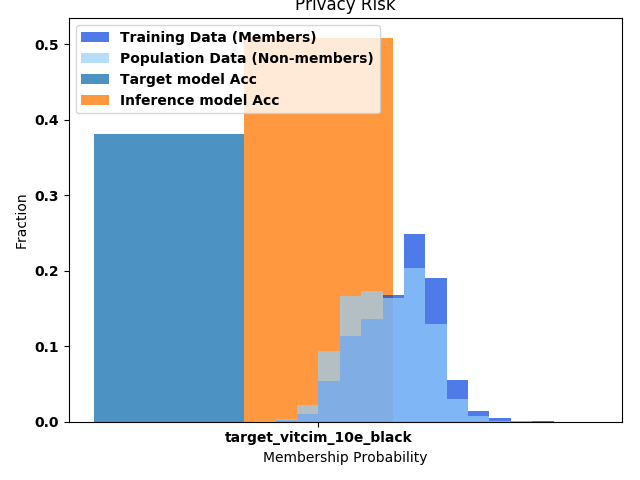 Privacy Risk
Training Data (Members)
Population Data (Non-members)
Target model Acc
Inference model Acc
0.5
0.4
0.3
0.2
0.1
0.0
Fraction
target_vitcim_10e_black
Membership Probability